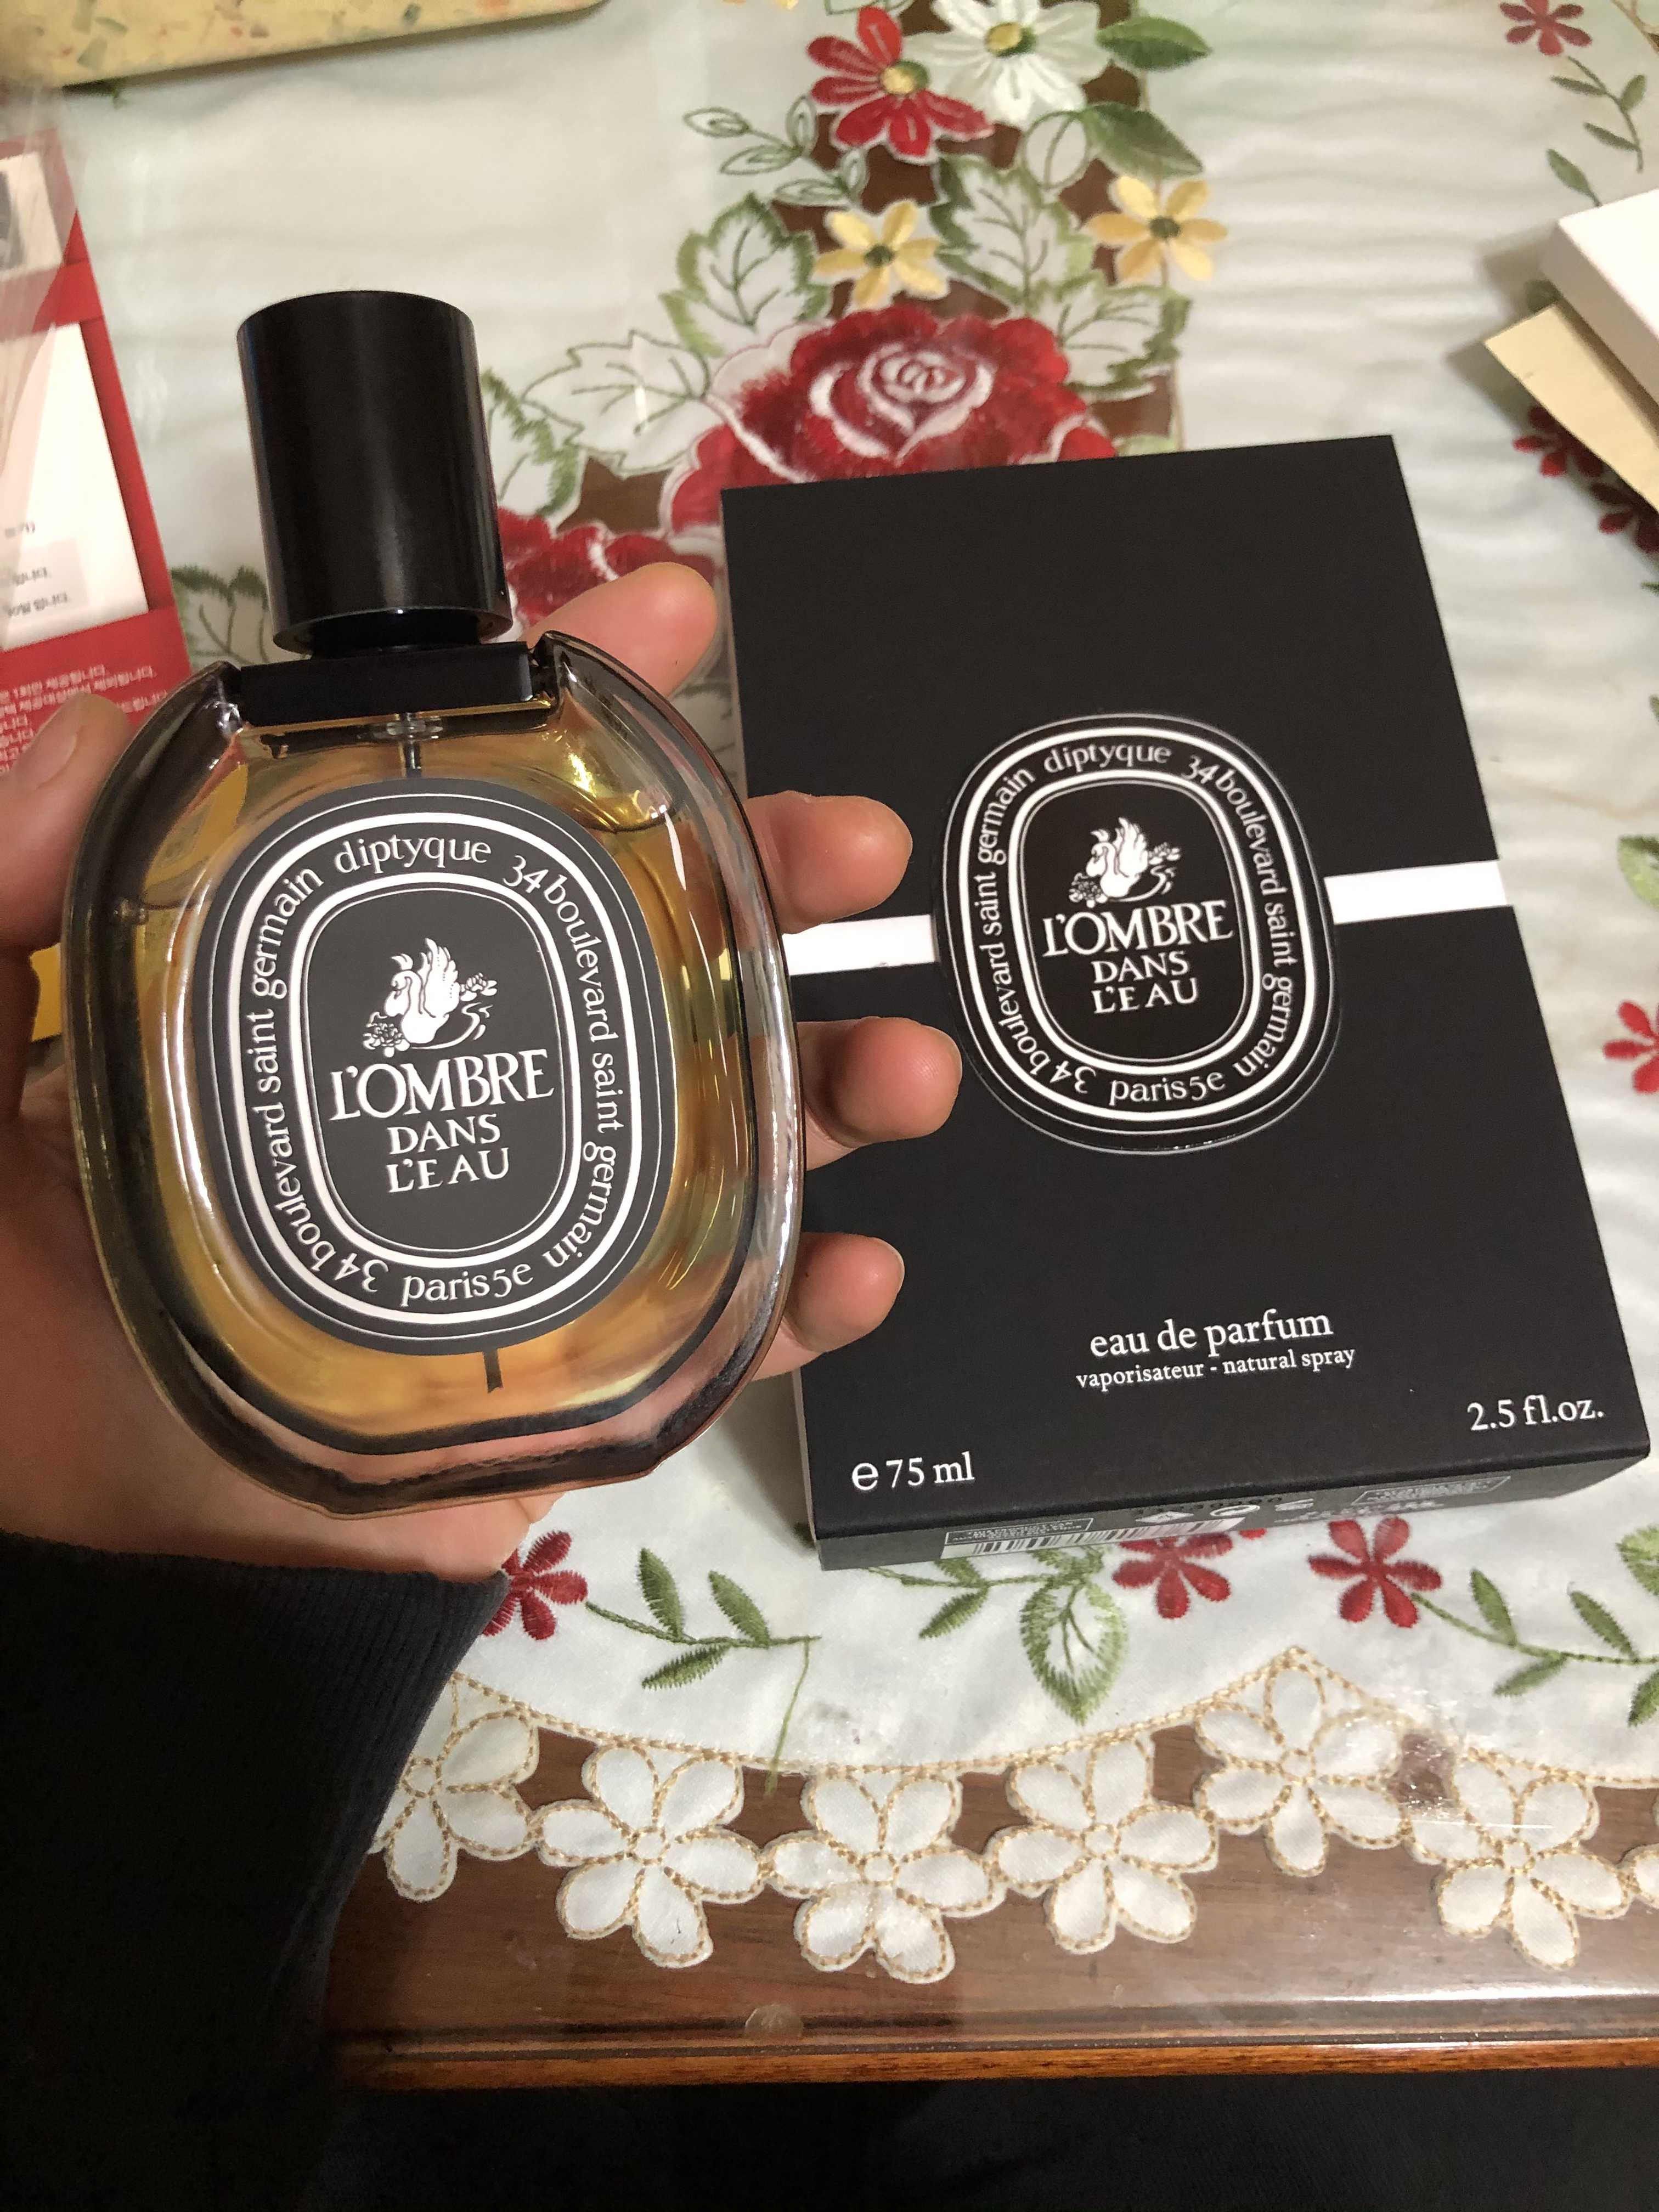 diptyque 34 boulevard saint germain paris5e 34 boulevard saint germain
L'OMBRE
DANS
L'EAU
diptyque 34 boulevard saint germain paris5e 34 boulevard saint germain
L'OMBRE
DANS
L'EAU
eau de parfum
vaporisateur - natural spray
e 75 ml
2.5 fl.oz.